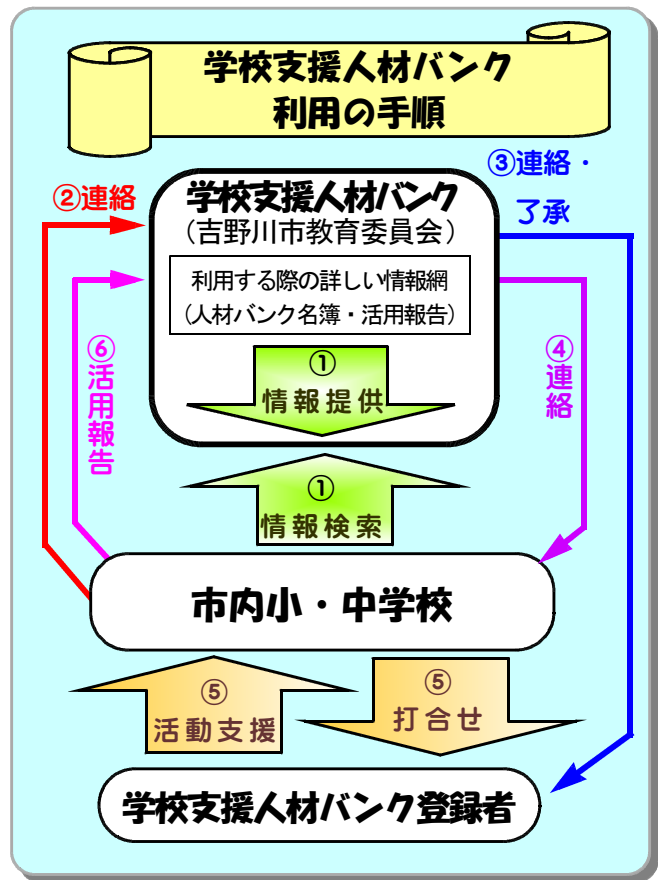 学校支援人材バンク
利用の手順
③連絡・
了承
②連絡
学校支援人材バンク
（吉野川市教育委員会）
利用する際の詳しい情報網
（人材バンク名簿・活用報告）
①
情報提供
⑥活用報告
④連絡
①
情報検索
市内小・中学校
⑤
活動支援
⑤
打合せ
学校支援人材バンク登録者